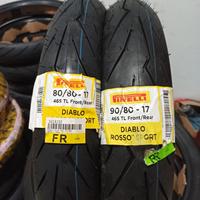 PIRELLI
80/80 - 17
46S TL Front/Rear
DIABLO
FR
PIRELLI
90/80 - 17
46S TL Front/Rear
DIABLO
ROSSO SPORT